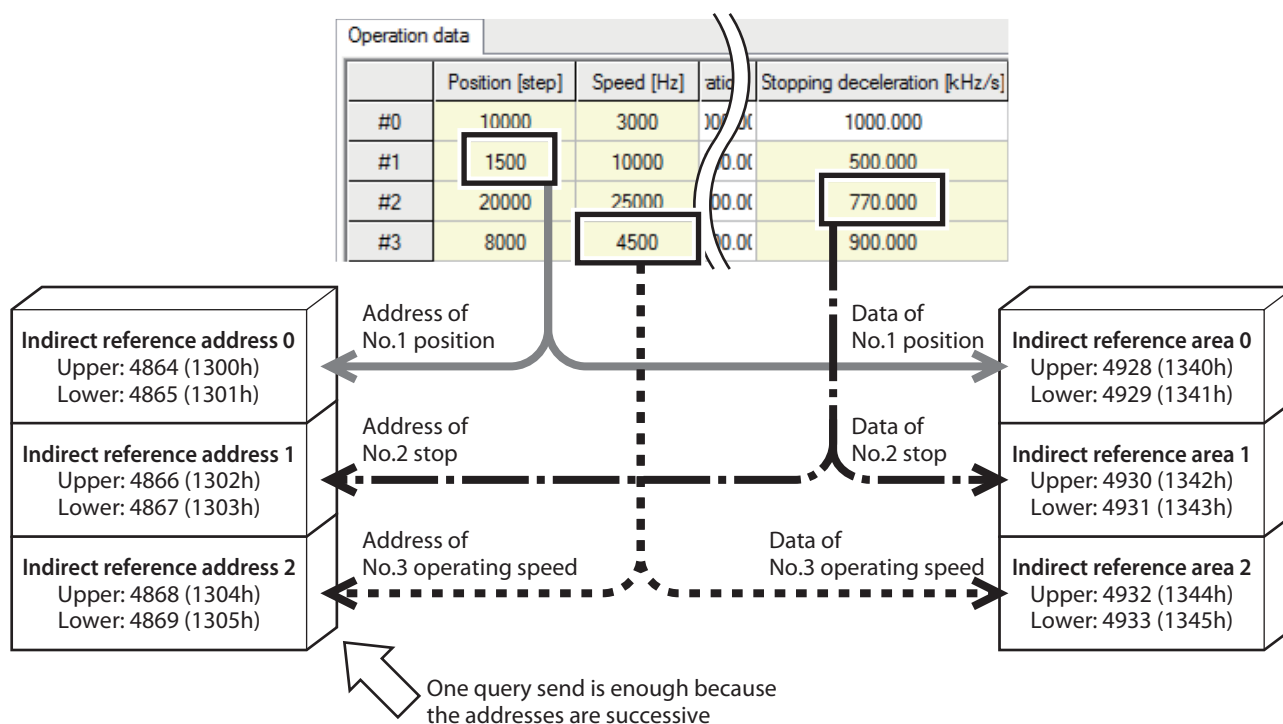 Operation data
Position [step] Speed [Hz] Stopping deceleration [kHz/s]
#0 10000 3000 1000.000
#1 1500 10000 500.000
#2 20000 25000 770.000
#3 8000 4500 900.000
Address of
No.1 position
Data of
No.1 position
Indirect reference address 0
Upper: 4864 (1300h)
Lower: 4865 (1301h)
Indirect reference area 0
Upper: 4928 (1340h)
Lower: 4929 (1341h)
Address of
No.2 stop
Data of
No.2 stop
Indirect reference address 1
Upper: 4866 (1302h)
Lower: 4867 (1303h)
Indirect reference area 1
Upper: 4930 (1342h)
Lower: 4931 (1343h)
Address of
No.3 operating speed
Data of
No.3 operating speed
Indirect reference address 2
Upper: 4868 (1304h)
Lower: 4869 (1305h)
Indirect reference area 2
Upper: 4932 (1344h)
Lower: 4933 (1345h)
One query send is enough because
the addresses are successive